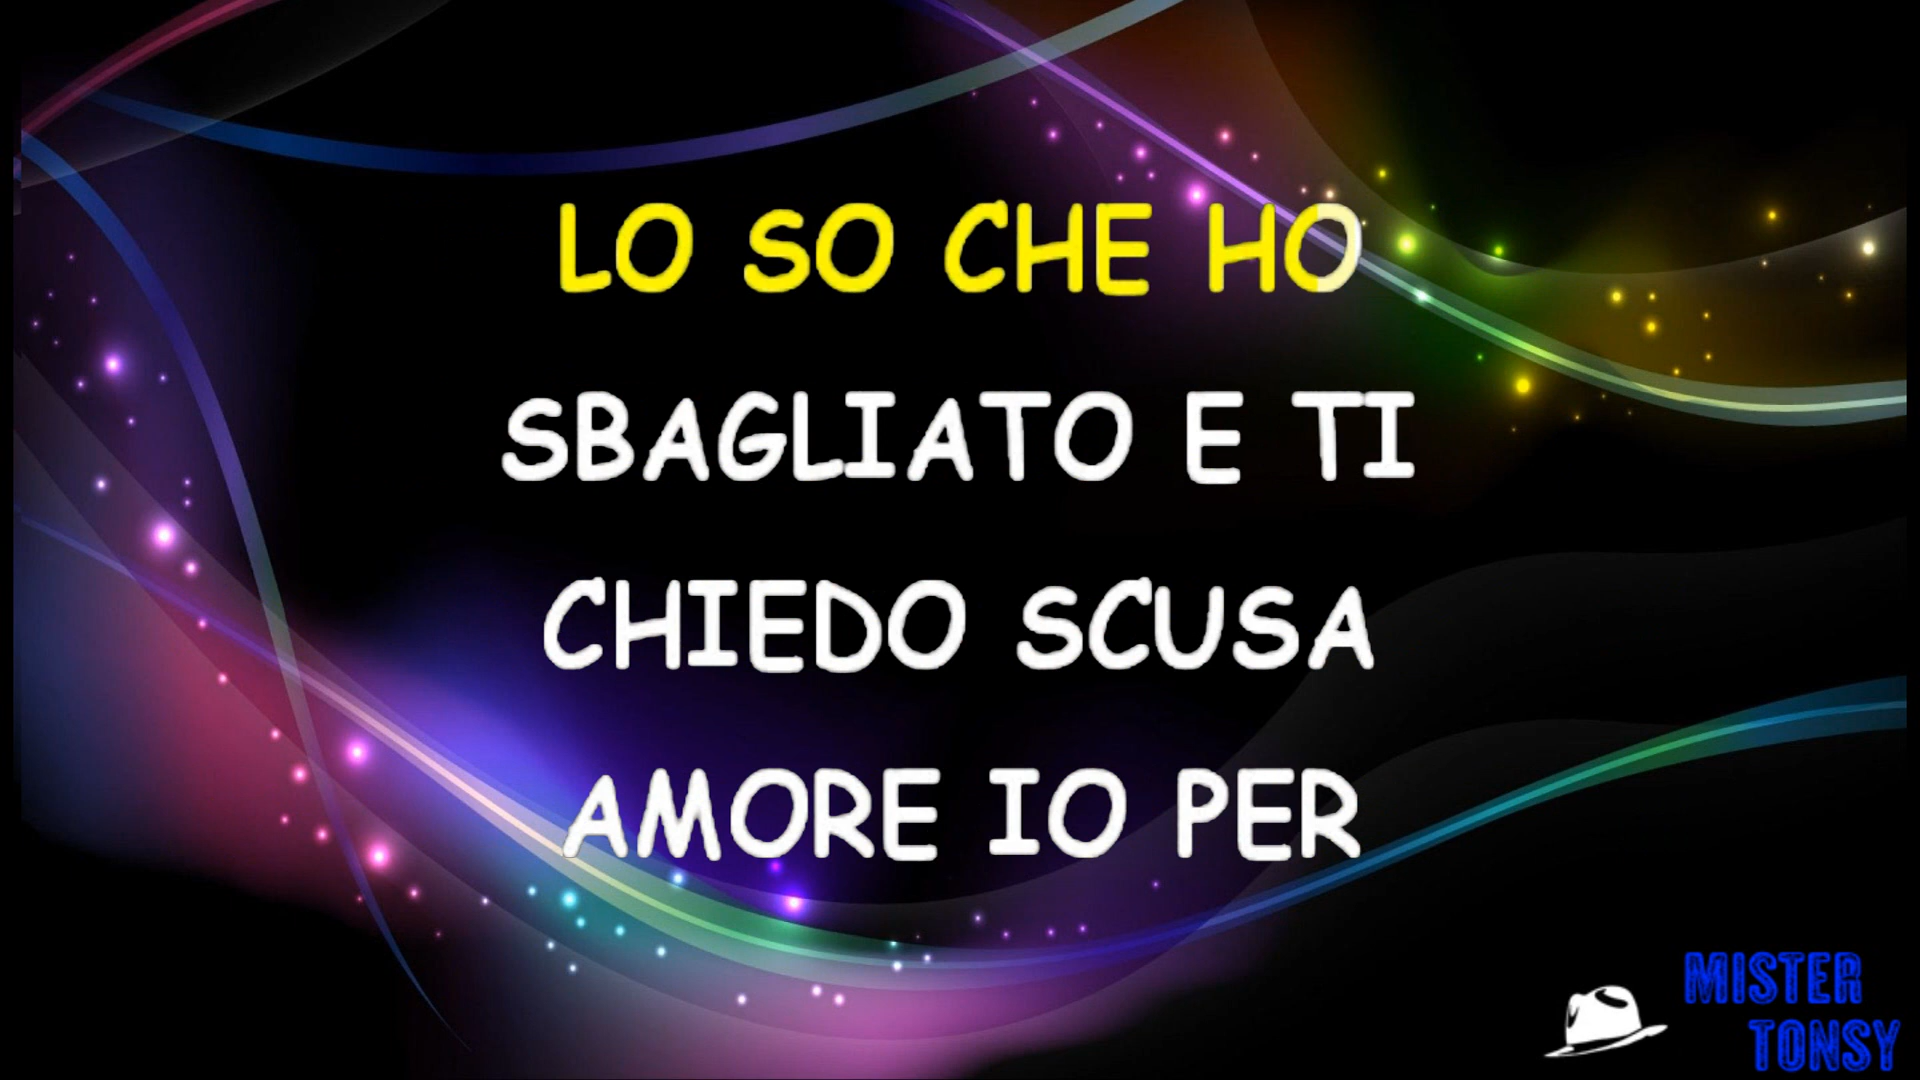 LO SO CHE HO
SBAGLIATO E TI
CHIEDO SCUSA
AMORE IO PER
MISTER
TONSY